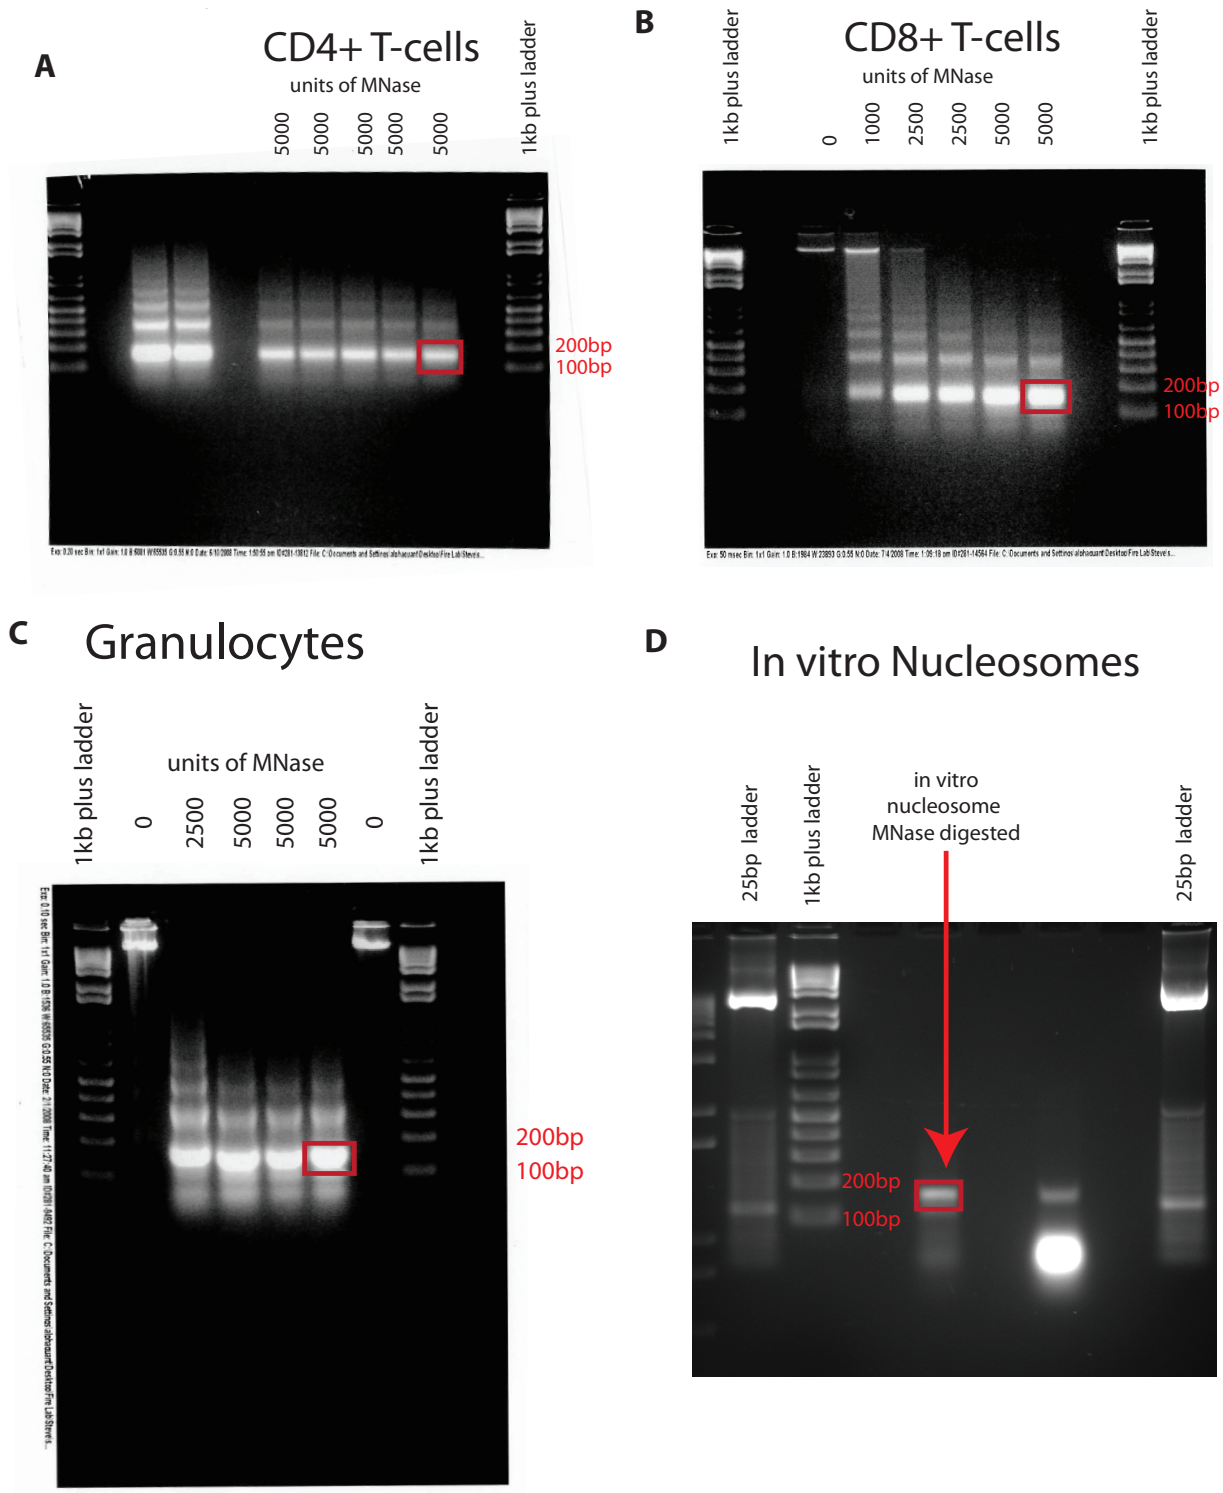 A
CD4+ T-cells
units of MNase
5000
5000
5000
5000
5000
1kb plus ladder
200bp
100bp
B
CD8+ T-cells
units of MNase
1kb plus ladder
0
1000
2500
2500
5000
5000
1kb plus ladder
200bp
100bp
C
Granulocytes
units of MNase
1kb plus ladder
0
2500
5000
5000
5000
0
1kb plus ladder
200bp
100bp
D
In vitro Nucleosomes
25bp ladder
1kb plus ladder
in vitro
nucleosome
MNase digested
25bp ladder
200bp
100bp